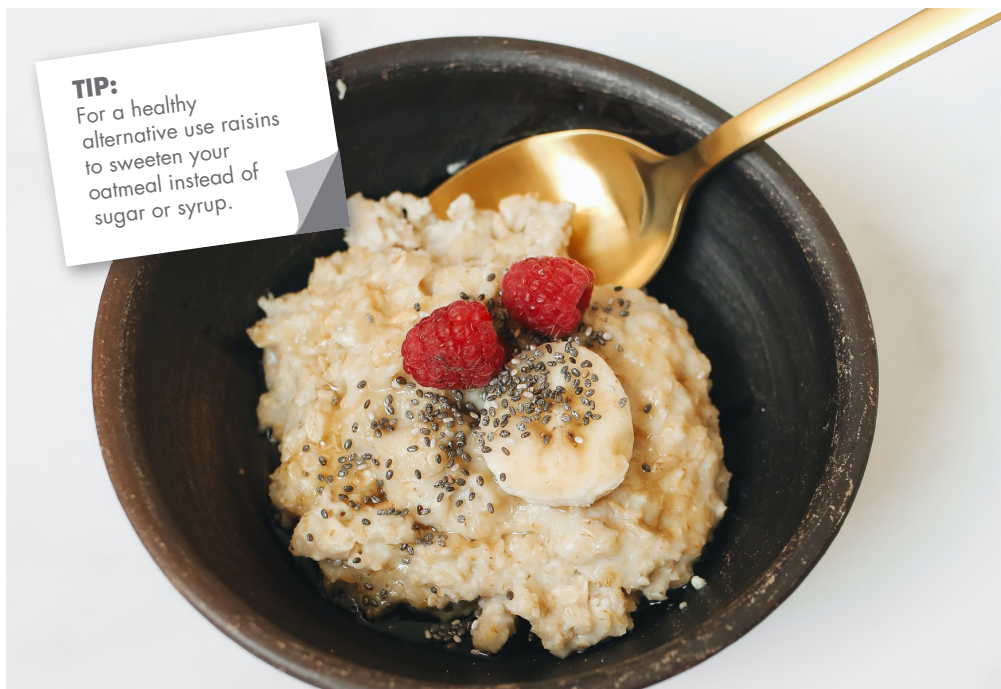 TIP:
For a healthy
alternative use raisins
to sweeten your
oatmeal instead of
sugar or syrup.